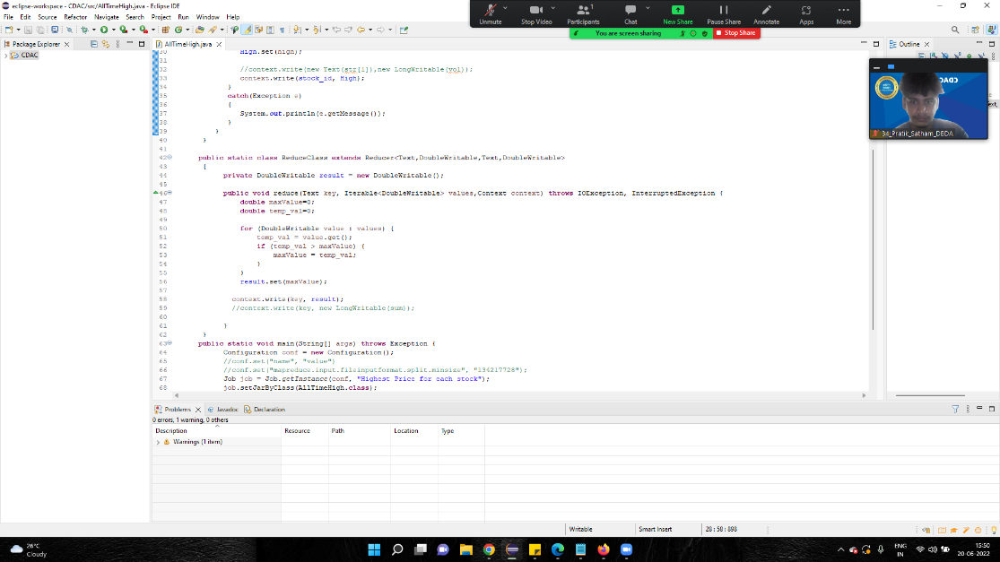 eclipse-workspace - CDAC/src/AllTimeHigh.java - Eclipse IDE
File Edit Source Refactor Navigate Search Project Run Window Help
Unmute Stop Video Participants 1 Chat New Share Pause Share Annotate Apps More
You are screen sharing Stop Share
Package Explorer
CDAC
AllTimeHigh.java
Outline
30 High.set(high);
31
32 //context.write(new Text(str[1]),new LongWritable(vol));
33 context.write(stock_id, High);
34 }
35 catch(Exception e)
36 {
37 System.out.println(e.getMessage());
38 }
39 }
40 }
41
42 public static class ReduceClass extends Reducer<Text,DoubleWritable,Text,DoubleWritable>
43 {
44 private DoubleWritable result = new DoubleWritable();
45
46 public void reduce(Text key, Iterable<DoubleWritable> values,Context context) throws IOException, InterruptedException {
47 double maxValue=0;
48 double temp_val=0;
49
50 for (DoubleWritable value : values) {
51 temp_val = value.get();
52 if (temp_val > maxValue) {
53 maxValue = temp_val;
54 }
55 }
56 result.set(maxValue);
57
58 context.write(key, result);
59 //context.write(key, new LongWritable(sum));
60
61 }
62 }
63 public static void main(String[] args) throws Exception {
64 Configuration conf = new Configuration();
65 //conf.set("name", "value")
66 //conf.set("mapreduce.input.fileinputformat.split.minsize", "134217728");
67 Job job = Job.getInstance(conf, "Highest Price for each stock");
68 job.setJarByClass(AllTimeHigh.class);
34_Pratik_Satham_DBDA
Problems Javadoc Declaration
0 errors, 1 warning, 0 others
Description Resource Path Location Type
Warnings (1 item)
Writable Smart Insert 28 : 58 : 898
26°C
Cloudy
ENG
IN
15:50
20-06-2022